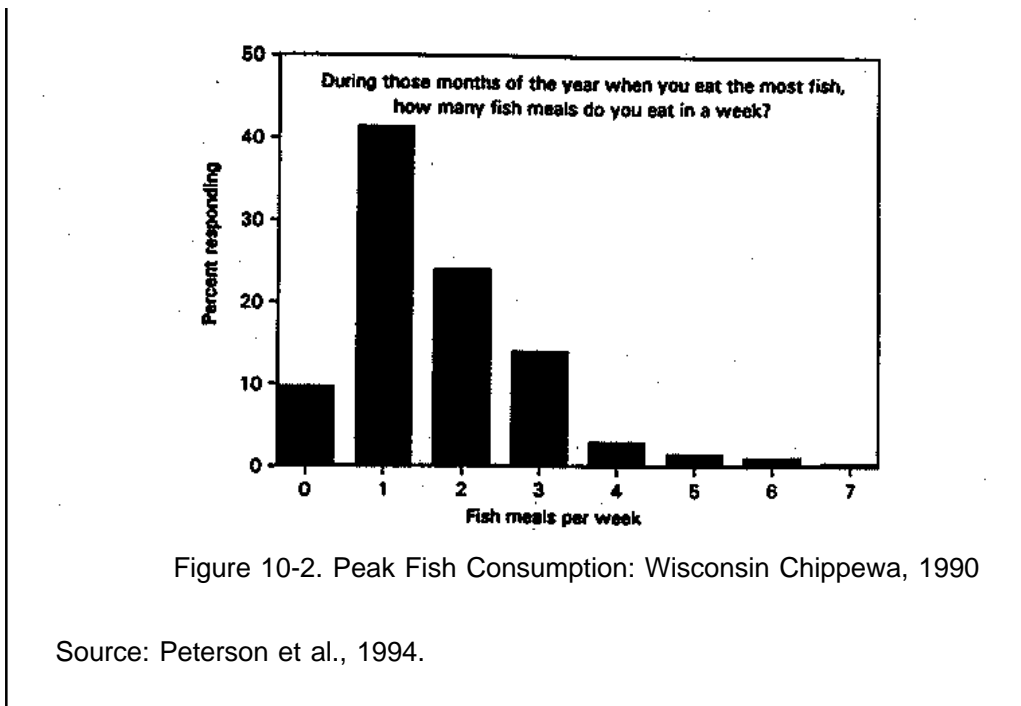 50
During those months of the year when you eat the most fish,
how many fish meals do you eat in a week?
40
30
20
10
0
Percent responding
0 1 2 3 4 5 6 7
Fish meals per week
Figure 10-2. Peak Fish Consumption: Wisconsin Chippewa, 1990
Source: Peterson et al., 1994.